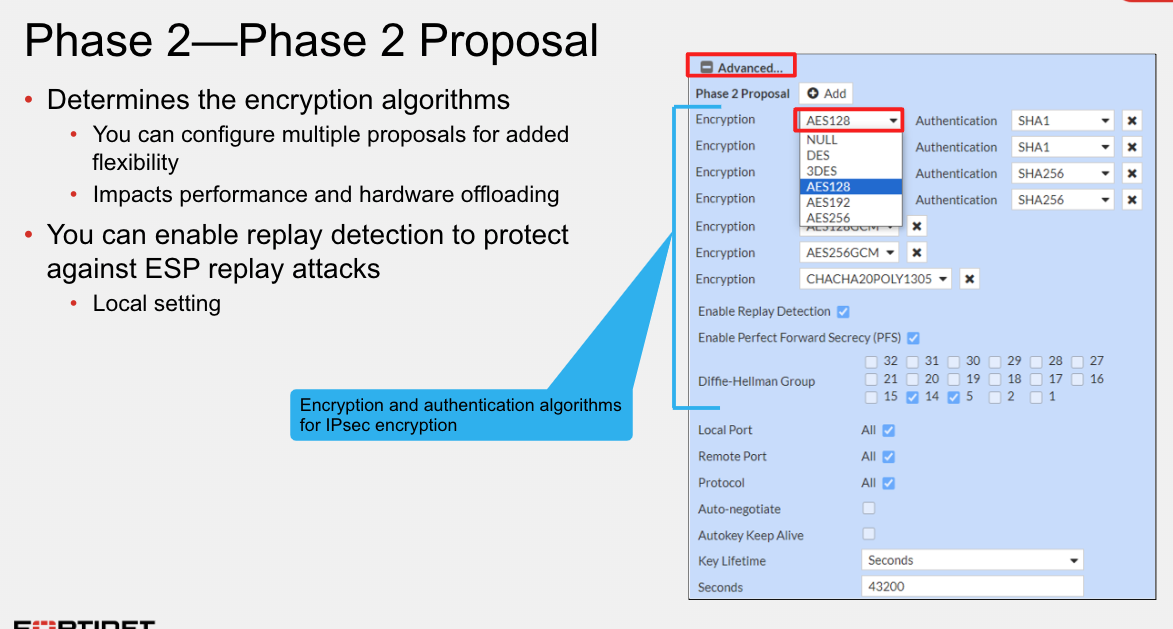 Phase 2—Phase 2 Proposal
• Determines the encryption algorithms
• You can configure multiple proposals for added
flexibility
• Impacts performance and hardware offloading
• You can enable replay detection to protect
against ESP replay attacks
• Local setting
Encryption and authentication algorithms
for IPsec encryption
Advanced...
Phase 2 Proposal Add
Encryption AES128 Authentication SHA1
NULL
Encryption Authentication SHA1
DES
3DES
Encryption Authentication SHA256
AES128
Encryption AES192 Authentication SHA256
AES256
Encryption AES128GCM
Encryption AES256GCM
Encryption CHACHA20POLY1305
Enable Replay Detection
Enable Perfect Forward Secrecy (PFS)
32 31 30 29 28 27
Diffie-Hellman Group 21 20 19 18 17 16
15 14 5 2 1
Local Port All
Remote Port All
Protocol All
Auto-negotiate
Autokey Keep Alive
Key Lifetime Seconds
Seconds 43200
FORTINET